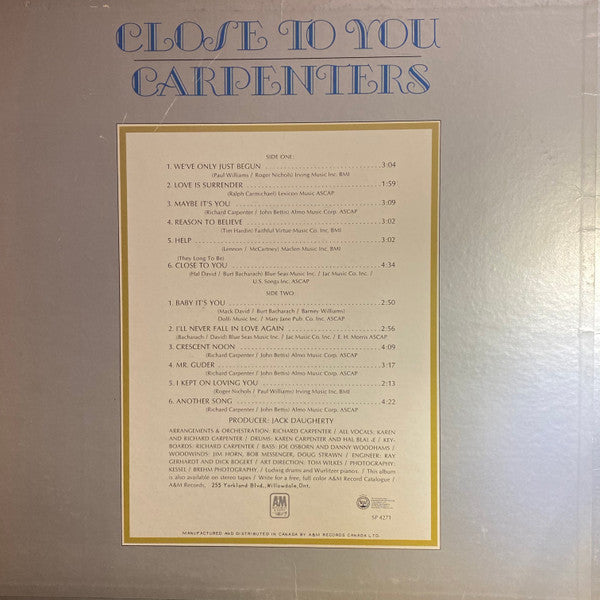 CLOSE TO YOU
CARPENTERS
SIDE ONE:
1. WE'VE ONLY JUST BEGUN ........ 3:04
(Paul Williams / Roger Nichols) Irving Music Inc. BMI
2. LOVE IS SURRENDER ........ 1:59
(Ralph Carmichael) Lexicon Music ASCAP
3. MAYBE IT'S YOU ........ 3:09
(Richard Carpenter / John Bettis) Almo Music Corp. ASCAP
4. REASON TO BELIEVE ........ 3:02
(Tim Hardin) Faithful Virtue Music Co. Inc. BMI
5. HELP ........ 3:02
(Lennon / McCartney) Maclen Music Inc. BMI
(They Long To Be)
6. CLOSE TO YOU ........ 4:34
(Hal David / Burt Bacharach) Blue Seas Music Inc. / Jac Music Co. Inc. /
U.S. Songs Inc. ASCAP
SIDE TWO:
1. BABY IT'S YOU ........ 2:50
(Mack David / Burt Bacharach / Barney Williams)
Dolfi Music Inc. / Mary Jane Pub. Co. Inc. ASCAP
2. I'LL NEVER FALL IN LOVE AGAIN ........ 2:56
(Bacharach / David) Blue Seas Music Inc. / Jac Music Co. Inc. / E. H. Morris ASCAP
3. CRESCENT NOON ........ 4:09
(Richard Carpenter / John Bettis) Almo Music Corp. ASCAP
4. MR. GUDER ........ 3:17
(Richard Carpenter / John Bettis) Almo Music Corp. ASCAP
5. I KEPT ON LOVING YOU ........ 2:13
(Roger Nichols / Paul Williams) Irving Music Inc. BMI
6. ANOTHER SONG ........ 4:22
(Richard Carpenter / John Bettis) Almo Music Corp. ASCAP
PRODUCER: JACK DAUGHERTY
ARRANGEMENTS & ORCHESTRATION: RICHARD CARPENTER / ALL VOCALS: KAREN
AND RICHARD CARPENTER / DRUMS: KAREN CARPENTER AND HAL BLAINE / KEY-
BOARDS: RICHARD CARPENTER / BASS: JOE OSBORN AND DANNY WOODHAMS /
WOODWINDS: JIM HORN, BOB MESSENGER, DOUG STRAWN / ENGINEER: RAY
GERHARDT AND DICK BOGERT / ART DIRECTION: TOM WILKES / PHOTOGRAPHY:
KESSEL / BREHM PHOTOGRAPHY / Ludwig drums and Wurlitzer pianos. / This album
is also available on stereo tapes / Write for a free, full color A&M Record Catalogue /
A&M Records, 255 Yorkland Blvd., Willowdale, Ont.
A&M
SP 4271
MANUFACTURED AND DISTRIBUTED IN CANADA BY A&M RECORDS CANADA LTD.